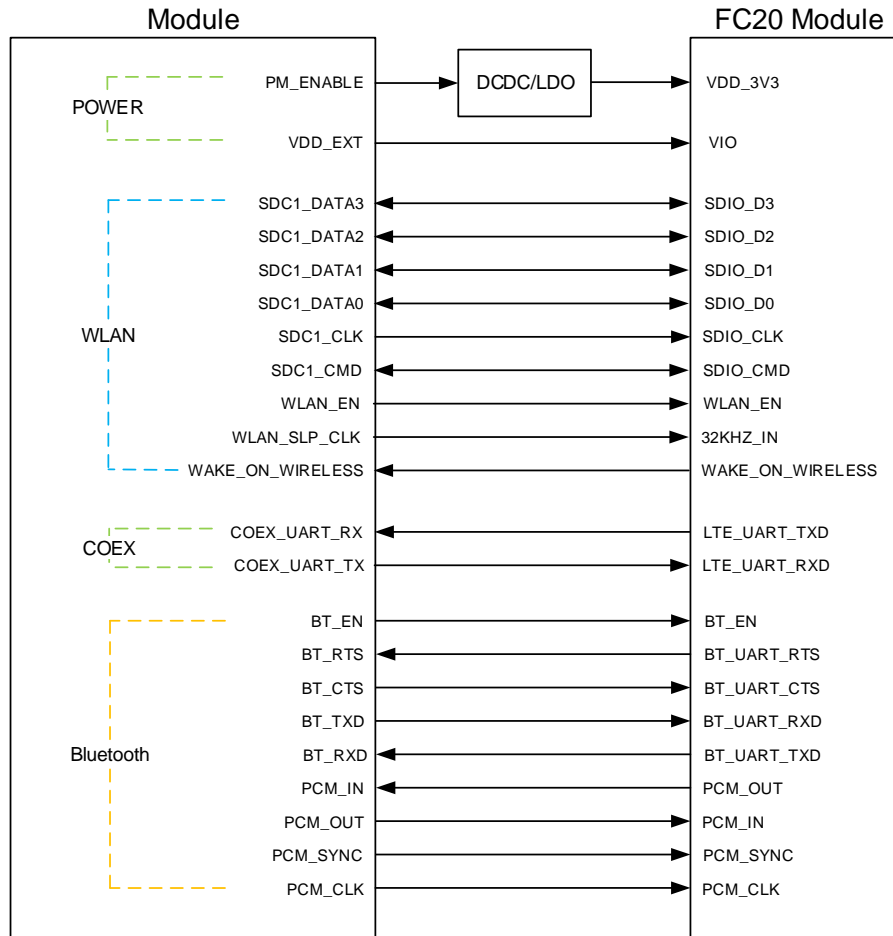 Module FC20 Module
PM_ENABLE DCDC/LDO VDD_3V3
POWER
VDD_EXT VIO
SDC1_DATA3 SDIO_D3
SDC1_DATA2 SDIO_D2
SDC1_DATA1 SDIO_D1
SDC1_DATA0 SDIO_D0
WLAN SDC1_CLK SDIO_CLK
SDC1_CMD SDIO_CMD
WLAN_EN WLAN_EN
WLAN_SLP_CLK 32KHZ_IN
WAKE_ON_WIRELESS WAKE_ON_WIRELESS
COEX_UART_RX LTE_UART_TXD
COEX
COEX_UART_TX LTE_UART_RXD
BT_EN BT_EN
BT_RTS BT_UART_RTS
BT_CTS BT_UART_CTS
BT_TXD BT_UART_RXD
Bluetooth BT_RXD BT_UART_TXD
PCM_IN PCM_OUT
PCM_OUT PCM_IN
PCM_SYNC PCM_SYNC
PCM_CLK PCM_CLK